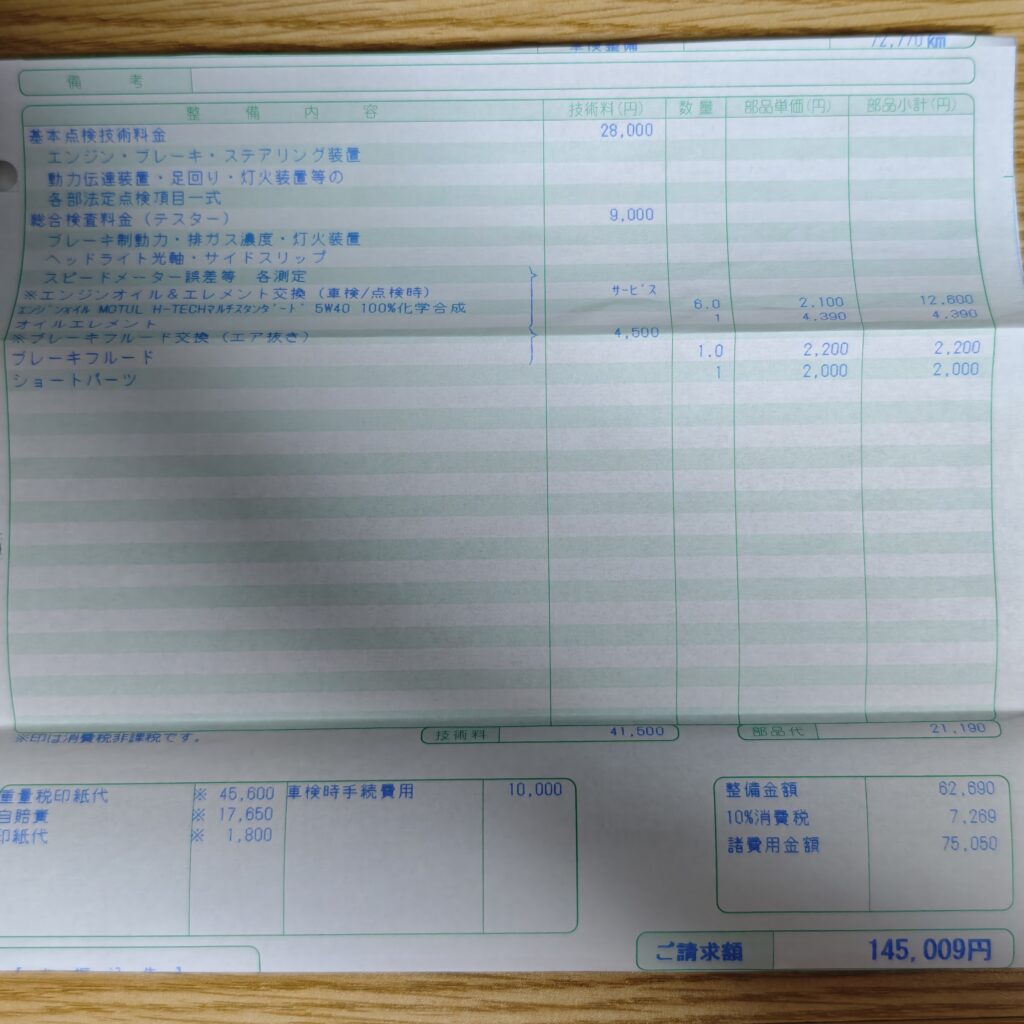 車検整備 72,770 km
備考
整備内容 技術料(円) 数量 部品単価(円) 部品小計(円)
基本点検技術料金 28,000
エンジン・ブレーキ・ステアリング装置
動力伝達装置・足回り・灯火装置等の
各部法定点検項目一式
総合検査料金(テスター) 9,000
ブレーキ制動力・排ガス濃度・灯火装置
ヘッドライト光軸・サイドスリップ
スピードメーター誤差等 各測定
※エンジンオイル&エレメント交換(車検/点検時) サービス
エンジンオイル MOTUL H-TECHマルチスタンダード 5W40 100%化学合成 6.0 2,100 12,600
オイルエレメント 1 4,390 4,390
※ブレーキフルード交換(エア抜き) 4,500
ブレーキフルード 1.0 2,200 2,200
ショートパーツ 1 2,000 2,000
※印は消費税非課税です。 技術料 41,500 部品代 21,190
重量税印紙代 ※ 45,600 車検時手続費用 10,000
自賠責 ※ 17,650
印紙代 ※ 1,800
整備金額 62,690
10%消費税 7,269
諸費用金額 75,050
ご請求額 145,009円